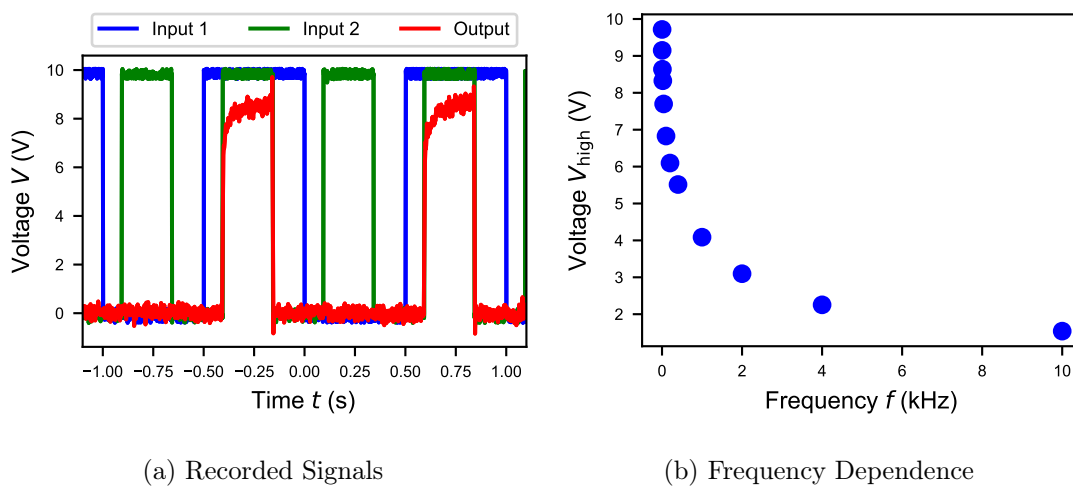 Input 1 Input 2 Output
Voltage V (V)
10
8
6
4
2
0
−1.00 −0.75 −0.50 −0.25 0.00 0.25 0.50 0.75 1.00
Time t (s)
(a) Recorded Signals
Voltage Vhigh (V)
10
9
8
7
6
5
4
3
2
0 2 4 6 8 10
Frequency f (kHz)
(b) Frequency Dependence